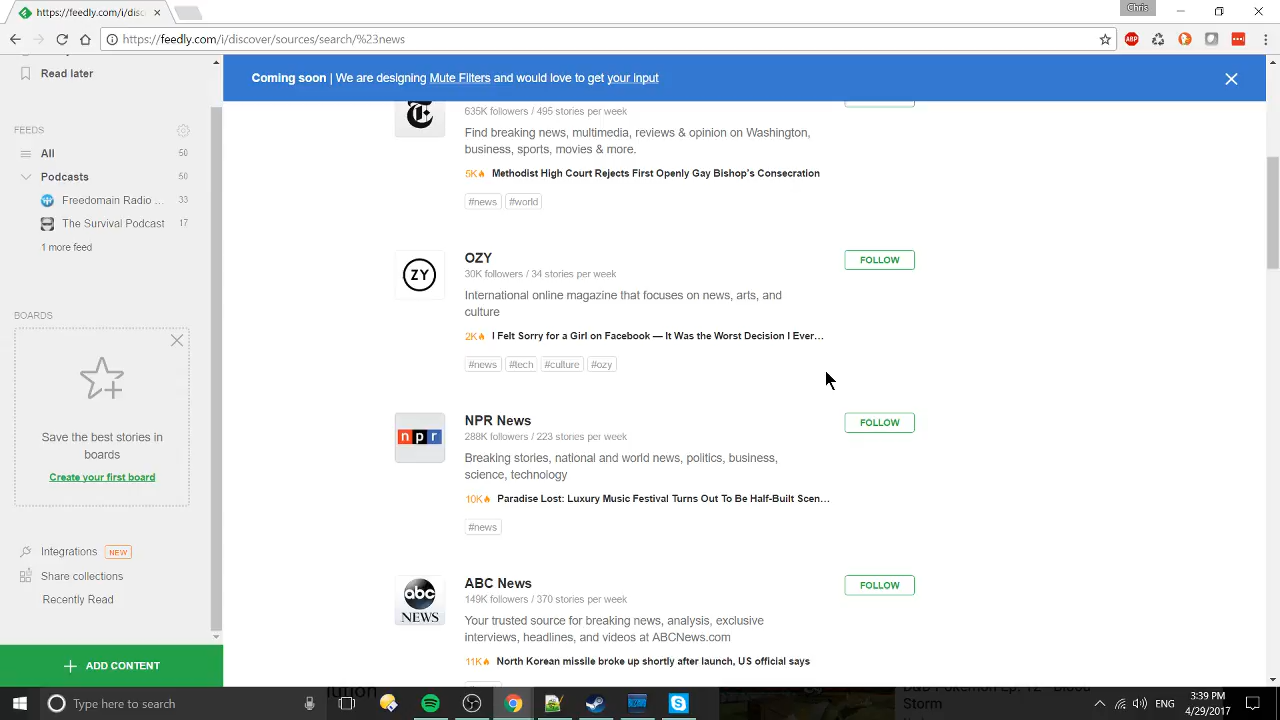 https://feedly.com/i/disc
Chris
https://feedly.com/i/discover/sources/search/%23news
ABP
Read later
Coming soon | We are designing Mute Filters and would love to get your input
FEEDS
All 50
Podcasts 50
Freedomain Radio ... 33
The Survival Podcast 17
1 more feed
BOARDS
Save the best stories in
boards
Create your first board
Integrations NEW
Share collections
Recently Read
ADD CONTENT
635K followers / 495 stories per week
Find breaking news, multimedia, reviews & opinion on Washington,
business, sports, movies & more.
5K Methodist High Court Rejects First Openly Gay Bishop's Consecration
#news #world
ZY
OZY
FOLLOW
30K followers / 34 stories per week
International online magazine that focuses on news, arts, and
culture
2K I Felt Sorry for a Girl on Facebook — It Was the Worst Decision I Ever...
#news #tech #culture #ozy
npr
NPR News
FOLLOW
288K followers / 223 stories per week
Breaking stories, national and world news, politics, business,
science, technology
10K Paradise Lost: Luxury Music Festival Turns Out To Be Half-Built Scen...
#news
abc
NEWS
ABC News
FOLLOW
149K followers / 370 stories per week
Your trusted source for breaking news, analysis, exclusive
interviews, headlines, and videos at ABCNews.com
11K North Korean missile broke up shortly after launch, US official says
Type here to search
Storm
ENG
3:39 PM
4/29/2017